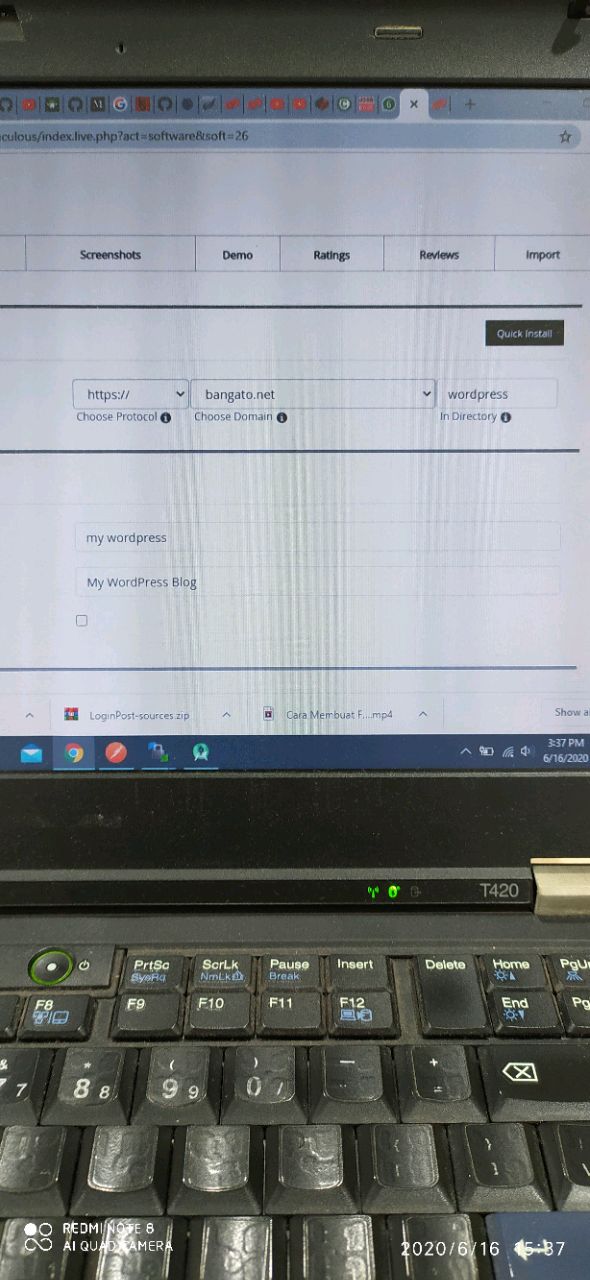 culous/index.live.php?act=software&soft=26
Screenshots Demo Ratings Reviews Import
Quick Install
https:// bangato.net wordpress
Choose Protocol Choose Domain In Directory
my wordpress
My WordPress Blog
LoginPost-sources.zip Cara Membuat F....mp4 Show a
3:37 PM
6/16/2020
T420
PrtSc ScrLk Pause Insert Delete Home PgU
SysRq NmLk Break
F8 F9 F10 F11 F12 End Pg
& * ( ) — +
7 7 8 8 9 9 0 /
{ }
[ ] \
REDMI NOTE 8
AI QUAD CAMERA
2020/6/16 15:37